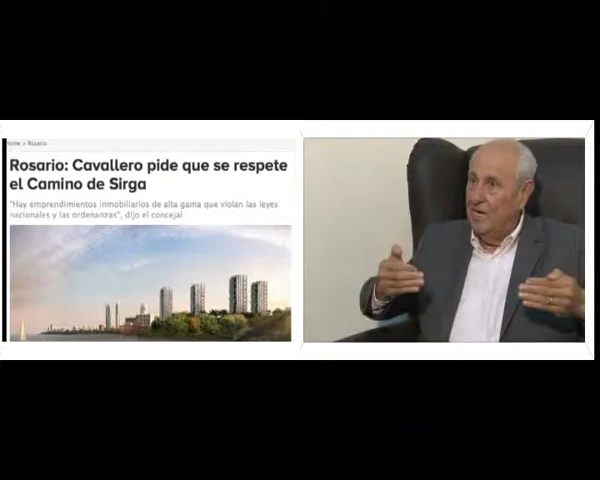 Home > Rosario
Rosario: Cavallero pide que se respete
el Camino de Sirga
"Hay emprendimientos inmobiliarios de alta gama que violan las leyes
nacionales y las ordenanzas", dijo el concejal